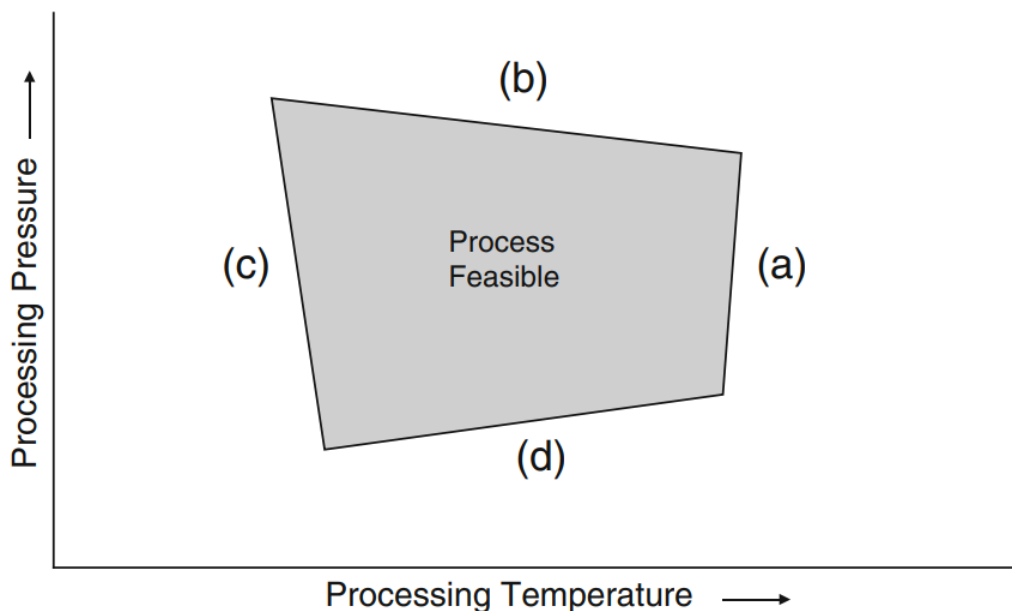 (b)
Processing Pressure
Process
Feasible
(c)
(a)
(d)
Processing Temperature